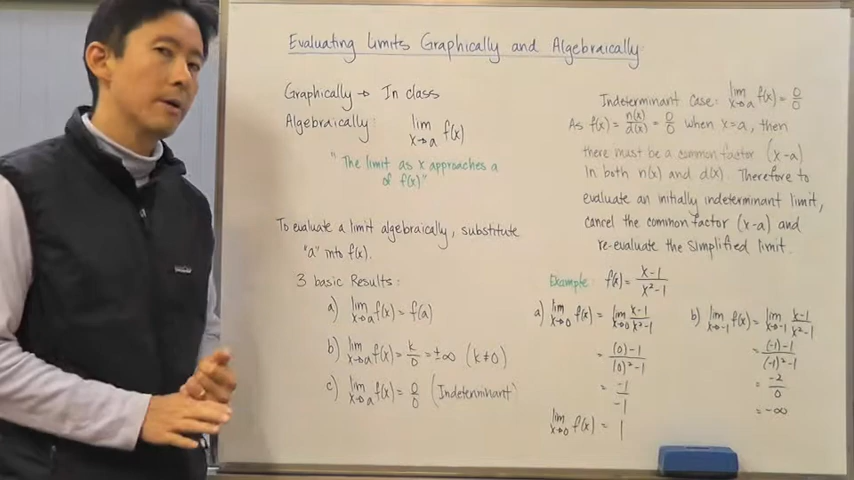 Evaluating Limits Graphically and Algebraically
Graphically → In class
Algebraically: lim x→a f(x)
"The limit as x approaches a
of f(x)"
To evaluate a limit algebraically, substitute
"a" into f(x).
3 basic Results:
a) lim x→a f(x) = f(a)
b) lim x→a f(x) = k/0 = ±∞ (k≠0)
c) lim x→a f(x) = 0/0 (Indeterminant)
Indeterminant Case: lim x→a f(x) = 0/0
As f(x) = n(x)/d(x) = 0/0 when x=a, then
there must be a common factor (x-a)
in both n(x) and d(x). Therefore to
evaluate an initially indeterminant limit,
cancel the common factor (x-a) and
re-evaluate the simplified limit.
Example: f(x) = x-1/x²-1
a) lim x→0 f(x) = lim x→0 x-1/x²-1
= (0)-1/(0)²-1
= -1/-1
lim x→0 f(x) = 1
b) lim x→-1 f(x) = lim x→-1 x-1/x²-1
= (-1)-1/(-1)²-1
= -2/0
= -∞